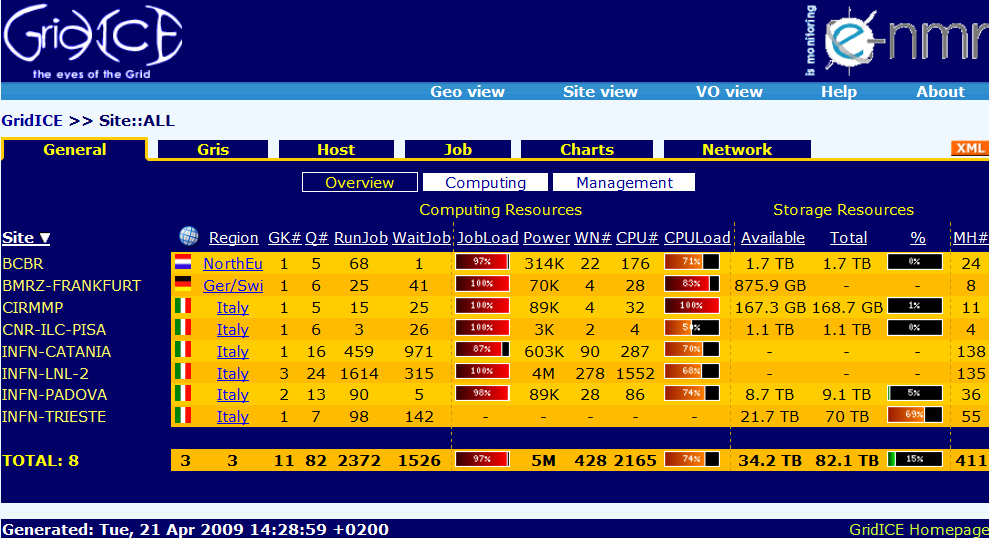 GridICE
the eyes of the Grid
is monitoring
e-nmr
Geo view Site view VO view Help About
GridICE >> Site::ALL
General Gris Host Job Charts Network XML
Overview Computing Management
Computing Resources Storage Resources
Site ▼ Region GK# Q# RunJob WaitJob JobLoad Power WN# CPU# CPULoad Available Total % MH#
BCBR NorthEu 1 5 68 1 97% 314K 22 176 71% 1.7 TB 1.7 TB 0% 24
BMRZ-FRANKFURT Ger/Swi 1 6 25 41 100% 70K 4 28 83% 875.9 GB - - 8
CIRMMP Italy 1 5 15 25 100% 89K 4 32 100% 167.3 GB 168.7 GB 1% 11
CNR-ILC-PISA Italy 1 6 3 26 100% 3K 2 4 50% 1.1 TB 1.1 TB 0% 4
INFN-CATANIA Italy 1 16 459 971 87% 603K 90 287 70% - - - 138
INFN-LNL-2 Italy 3 24 1614 315 100% 4M 278 1552 68% - - - 135
INFN-PADOVA Italy 2 13 90 5 98% 89K 28 86 74% 8.7 TB 9.1 TB 5% 36
INFN-TRIESTE Italy 1 7 98 142 - - - - - 21.7 TB 70 TB 69% 55
TOTAL: 8 3 3 11 82 2372 1526 97% 5M 428 2165 74% 34.2 TB 82.1 TB 15% 411
Generated: Tue, 21 Apr 2009 14:28:59 +0200 GridICE Homepage